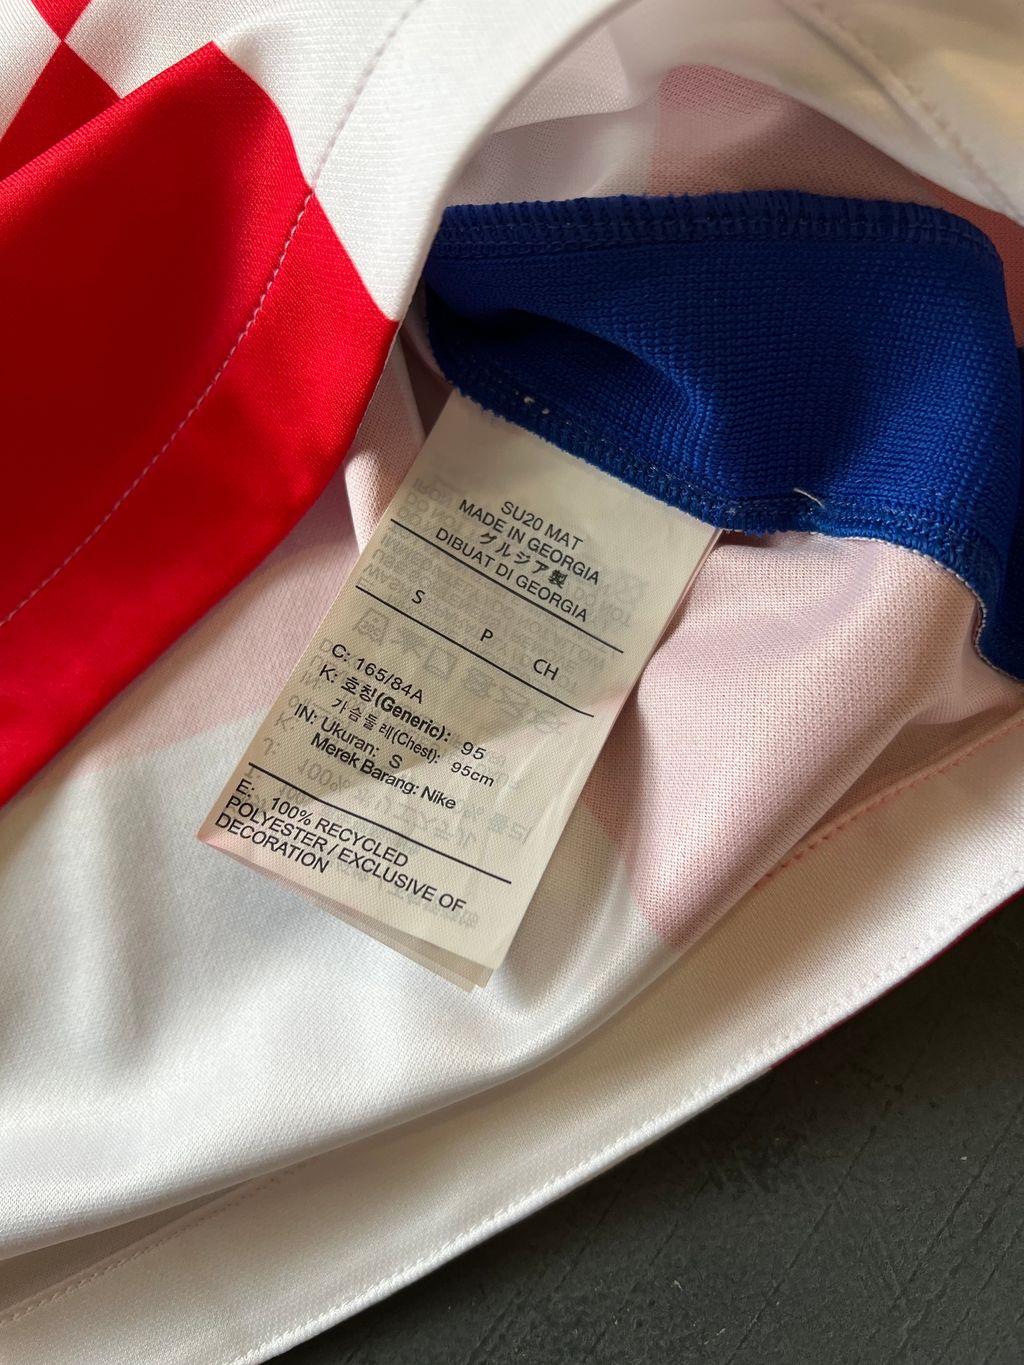 SU20 MAT
MADE IN GEORGIA
グルジア製
DIBUAT DI GEORGIA
S P CH
C: 165/84A
K: 호칭(Generic): 95
가슴둘레(Chest): 95cm
IN: Ukuran: S
Merek Barang: Nike
E: 100% RECYCLED
POLYESTER / EXCLUSIVE OF
DECORATION